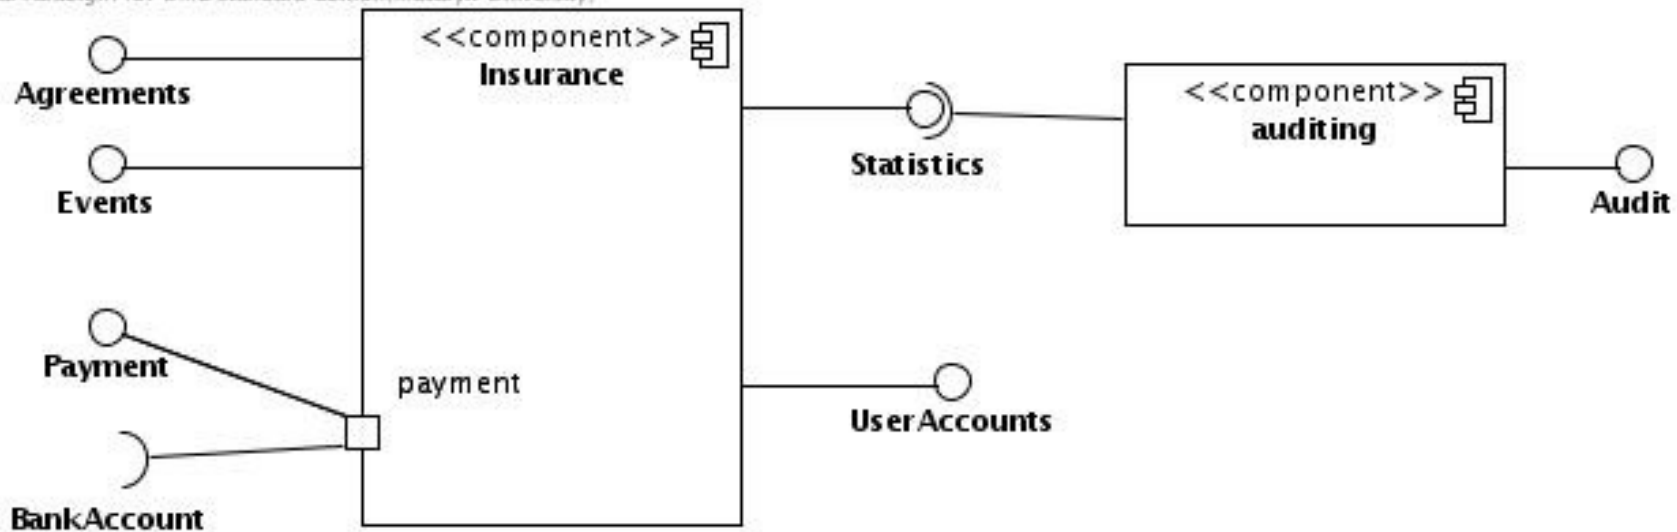 <<component>>
Insurance
Agreements
Events
Payment
payment
BankAccount
Statistics
UserAccounts
<<component>>
auditing
Audit